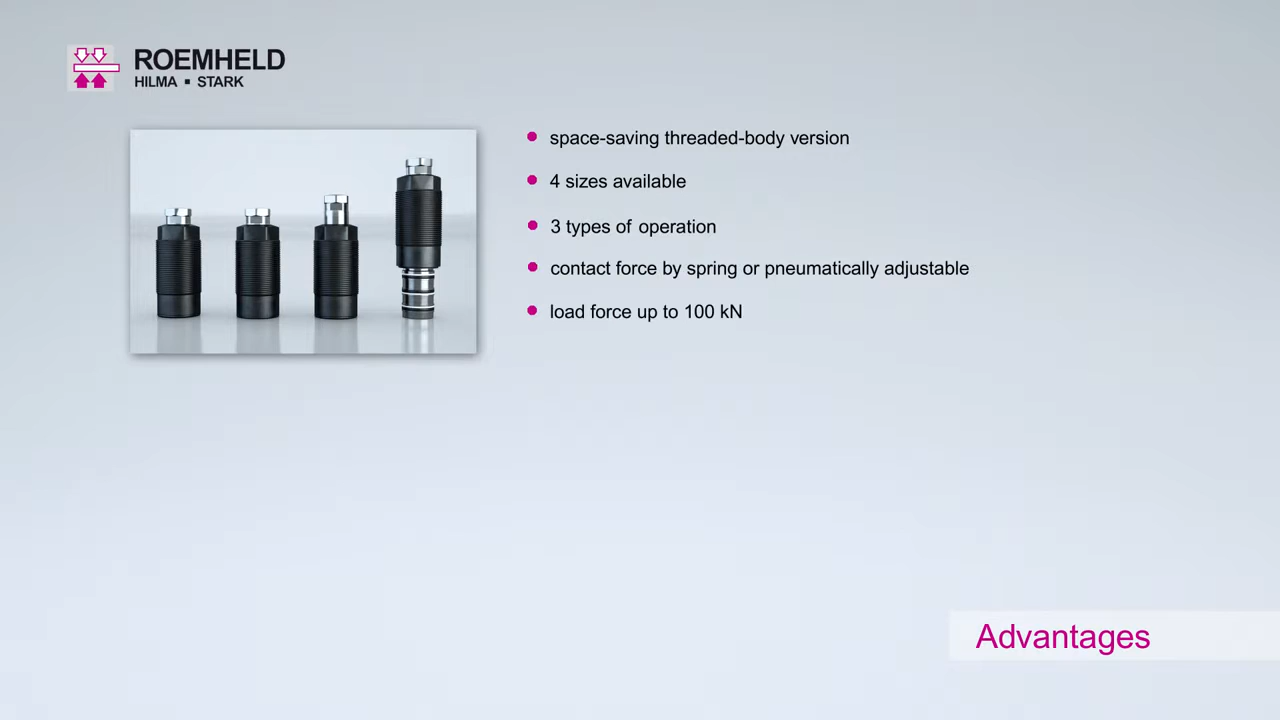 ROEMHELD
HILMA ▪ STARK
space-saving threaded-body version
4 sizes available
3 types of operation
contact force by spring or pneumatically adjustable
load force up to 100 kN
Advantages